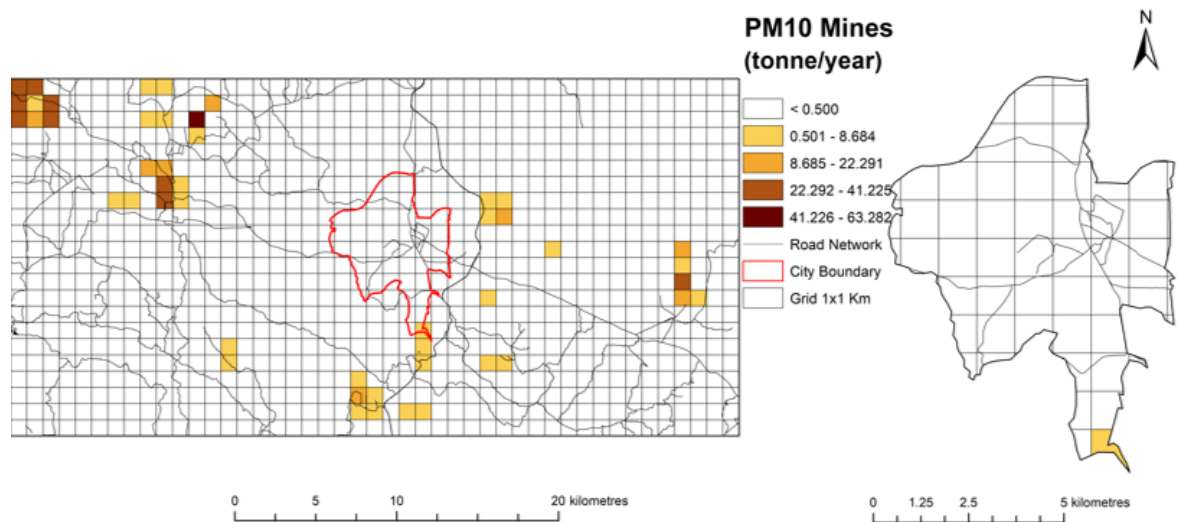 PM10 Mines
(tonne/year)
< 0.500
0.501 - 8.684
8.685 - 22.291
22.292 - 41.225
41.226 - 63.282
Road Network
City Boundary
Grid 1x1 Km
N
0 5 10 20 kilometres
0 1.25 2.5 5 kilometres